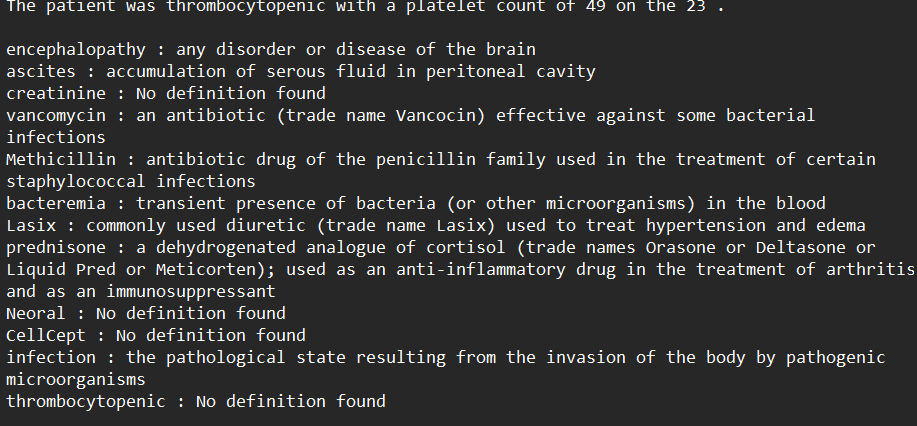 The patient was thrombocytopenic with a platelet count of 49 on the 23 .
encephalopathy : any disorder or disease of the brain
ascites : accumulation of serous fluid in peritoneal cavity
creatinine : No definition found
vancomycin : an antibiotic (trade name Vancocin) effective against some bacterial
infections
Methicillin : antibiotic drug of the penicillin family used in the treatment of certain
staphylococcal infections
bacteremia : transient presence of bacteria (or other microorganisms) in the blood
Lasix : commonly used diuretic (trade name Lasix) used to treat hypertension and edema
prednisone : a dehydrogenated analogue of cortisol (trade names Orasone or Deltasone or
Liquid Pred or Meticorten); used as an anti-inflammatory drug in the treatment of arthritis
and as an immunosuppressant
Neoral : No definition found
CellCept : No definition found
infection : the pathological state resulting from the invasion of the body by pathogenic
microorganisms
thrombocytopenic : No definition found